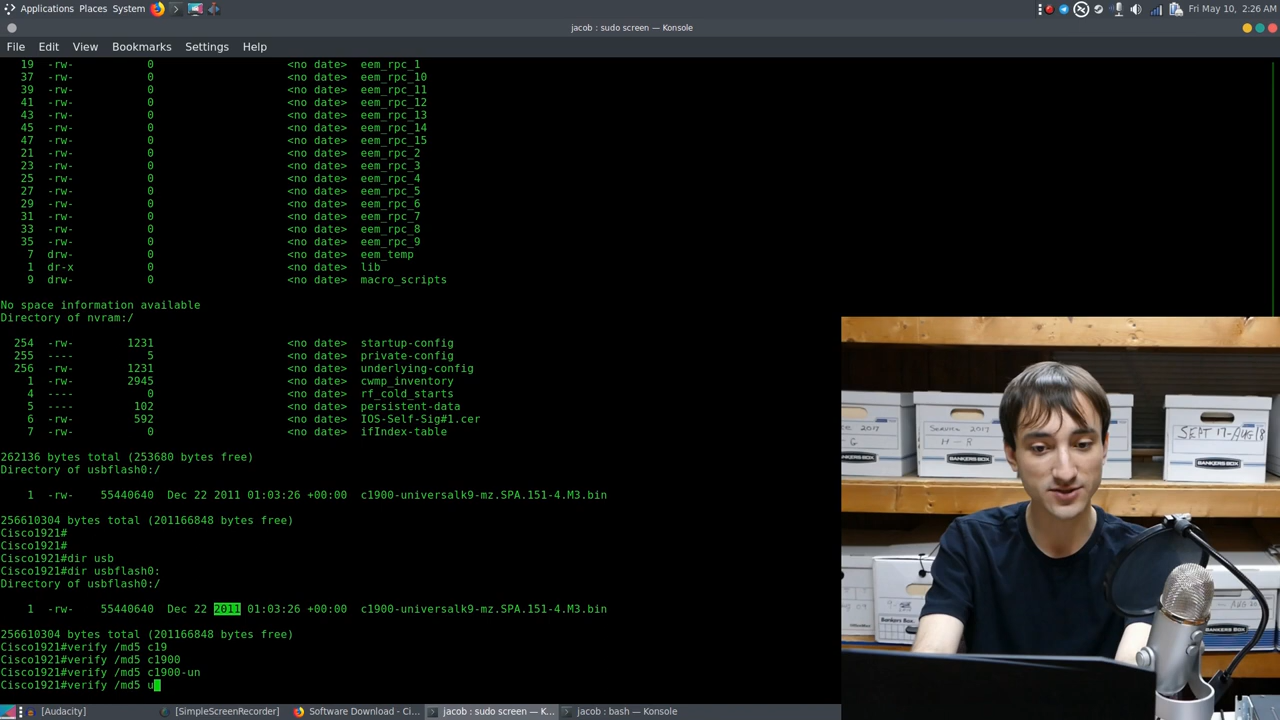 Applications Places System
Fri May 10, 2:26 AM
jacob : sudo screen — Konsole
File Edit View Bookmarks Settings Help
19 -rw- 0 <no date> eem_rpc_1
37 -rw- 0 <no date> eem_rpc_10
39 -rw- 0 <no date> eem_rpc_11
41 -rw- 0 <no date> eem_rpc_12
43 -rw- 0 <no date> eem_rpc_13
45 -rw- 0 <no date> eem_rpc_14
47 -rw- 0 <no date> eem_rpc_15
21 -rw- 0 <no date> eem_rpc_2
23 -rw- 0 <no date> eem_rpc_3
25 -rw- 0 <no date> eem_rpc_4
27 -rw- 0 <no date> eem_rpc_5
29 -rw- 0 <no date> eem_rpc_6
31 -rw- 0 <no date> eem_rpc_7
33 -rw- 0 <no date> eem_rpc_8
35 -rw- 0 <no date> eem_rpc_9
7 drw- 0 <no date> eem_temp
1 dr-x 0 <no date> lib
9 drw- 0 <no date> macro_scripts
No space information available
Directory of nvram:/
254 -rw- 1231 <no date> startup-config
255 ---- 5 <no date> private-config
256 -rw- 1231 <no date> underlying-config
1 -rw- 2945 <no date> cwmp_inventory
4 ---- 0 <no date> rf_cold_starts
5 ---- 102 <no date> persistent-data
6 -rw- 592 <no date> IOS-Self-Sig#1.cer
7 -rw- 0 <no date> ifIndex-table
262136 bytes total (253680 bytes free)
Directory of usbflash0:/
1 -rw- 55440640 Dec 22 2011 01:03:26 +00:00 c1900-universalk9-mz.SPA.151-4.M3.bin
256610304 bytes total (201166848 bytes free)
Cisco1921#
Cisco1921#
Cisco1921#dir usb
Cisco1921#dir usbflash0:
Directory of usbflash0:/
1 -rw- 55440640 Dec 22 2011 01:03:26 +00:00 c1900-universalk9-mz.SPA.151-4.M3.bin
256610304 bytes total (201166848 bytes free)
Cisco1921#verify /md5 c19
Cisco1921#verify /md5 c1900
Cisco1921#verify /md5 c1900-un
Cisco1921#verify /md5 u
2017
G
SERVICE 2017
H - R
BANKERS BOX
SEPT 17-AUG 18
BANKERS BOX
BANKERS BOX
[Audacity]
[SimpleScreenRecorder]
Software Download - Ci...
jacob : sudo screen — K...
jacob : bash — Konsole